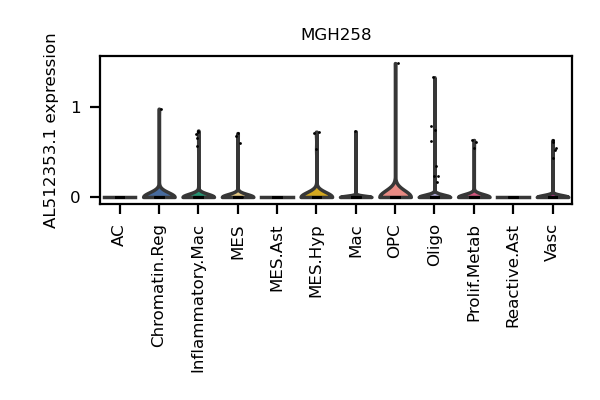 MGH258
AL512353.1 expression
1
0
AC
Chromatin.Reg
Inflammatory.Mac
MES
MES.Ast
MES.Hyp
Mac
OPC
Oligo
Prolif.Metab
Reactive.Ast
Vasc